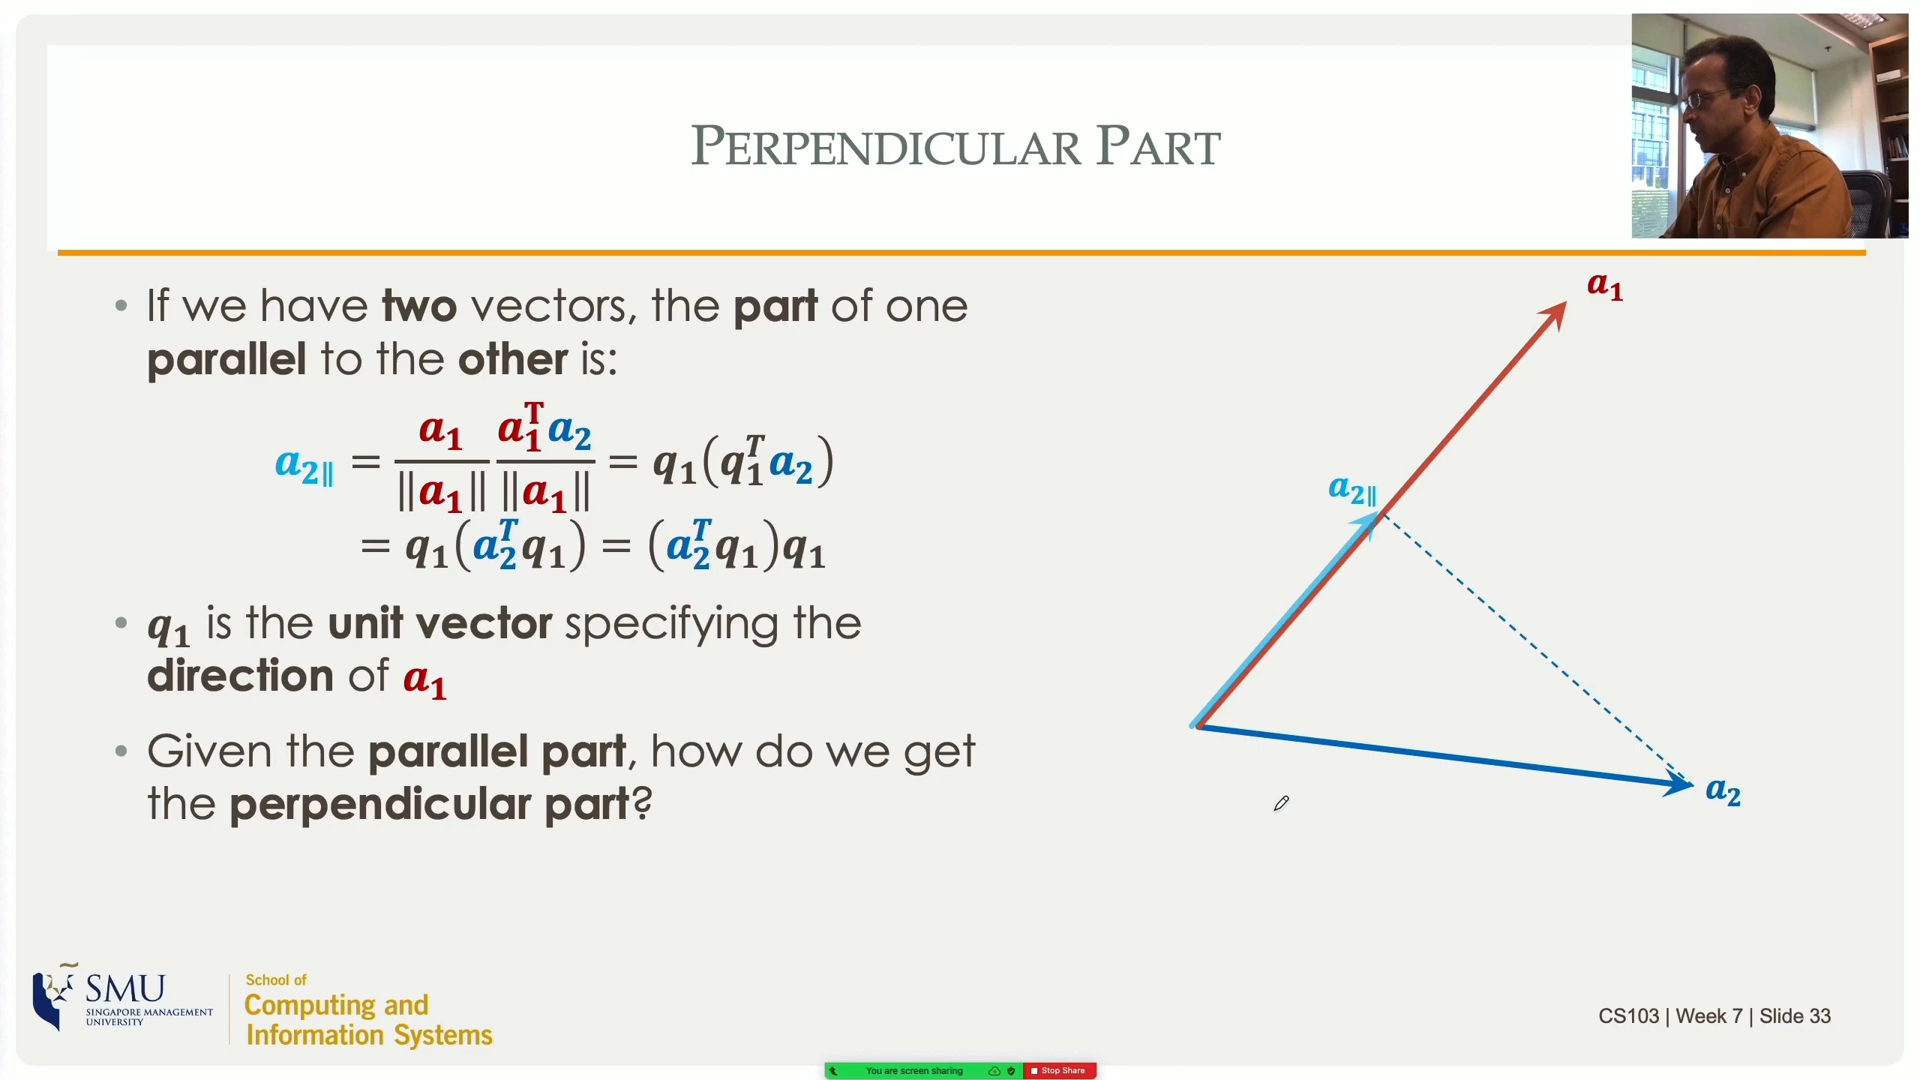 PERPENDICULAR PART
• If we have two vectors, the part of one
parallel to the other is:
a₂∥ = a₁/‖a₁‖ a₁ᵀa₂/‖a₁‖ = q₁(q₁ᵀa₂)
= q₁(a₂ᵀq₁) = (a₂ᵀq₁)q₁
• q₁ is the unit vector specifying the
direction of a₁
• Given the parallel part, how do we get
the perpendicular part?
a₁
a₂∥
a₂
SMU
SINGAPORE MANAGEMENT
UNIVERSITY
School of
Computing and
Information Systems
CS103 | Week 7 | Slide 33
You are screen sharing
Stop Share